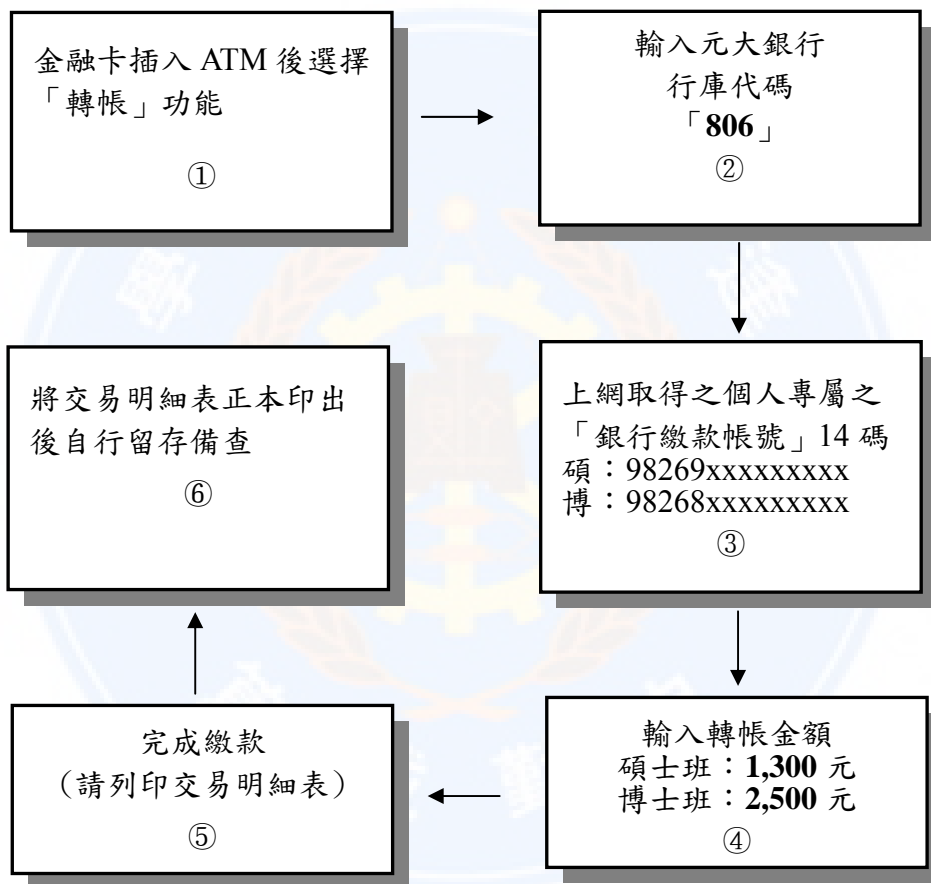 金融卡插入 ATM 後選擇
「轉帳」功能
①
輸入元大銀行
行庫代碼
「806」
②
上網取得之個人專屬之
「銀行繳款帳號」14 碼
碩：98269xxxxxxxxx
博：98268xxxxxxxxx
③
輸入轉帳金額
碩士班：1,300 元
博士班：2,500 元
④
完成繳款
（請列印交易明細表）
⑤
將交易明細表正本印出
後自行留存備查
⑥